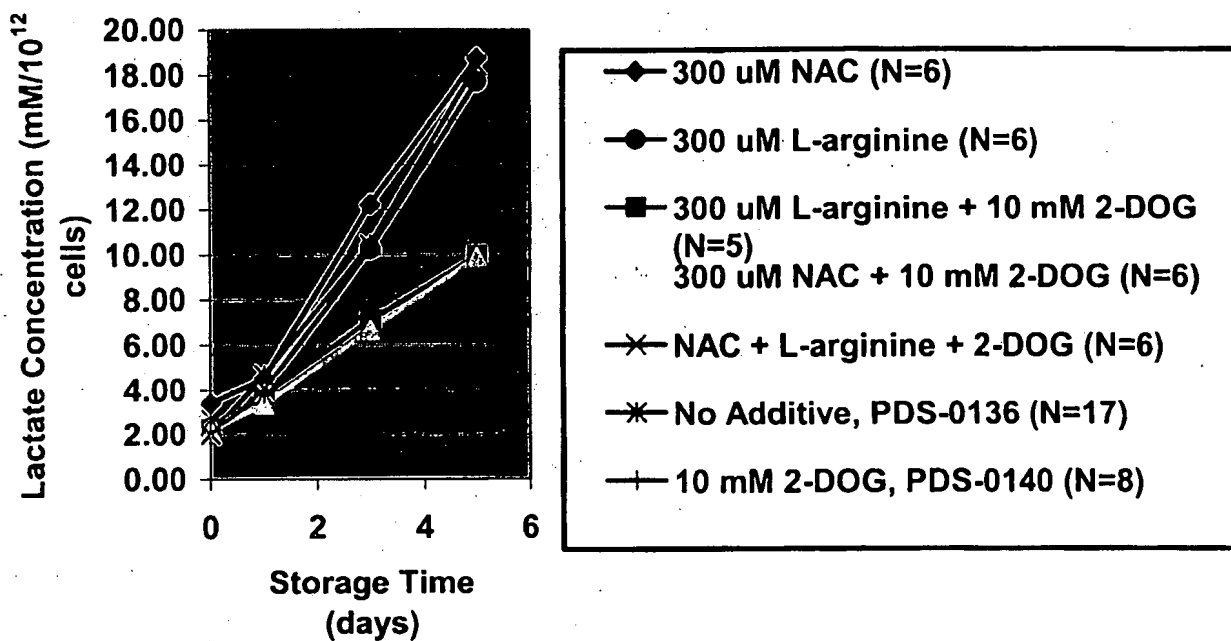 Lactate Concentration (mM/10^12
cells)
20.00
18.00
16.00
14.00
12.00
10.00
8.00
6.00
4.00
2.00
0.00
0 2 4 6
Storage Time
(days)
300 uM NAC (N=6)
300 uM L-arginine (N=6)
300 uM L-arginine + 10 mM 2-DOG
(N=5)
300 uM NAC + 10 mM 2-DOG (N=6)
NAC + L-arginine + 2-DOG (N=6)
No Additive, PDS-0136 (N=17)
10 mM 2-DOG, PDS-0140 (N=8)